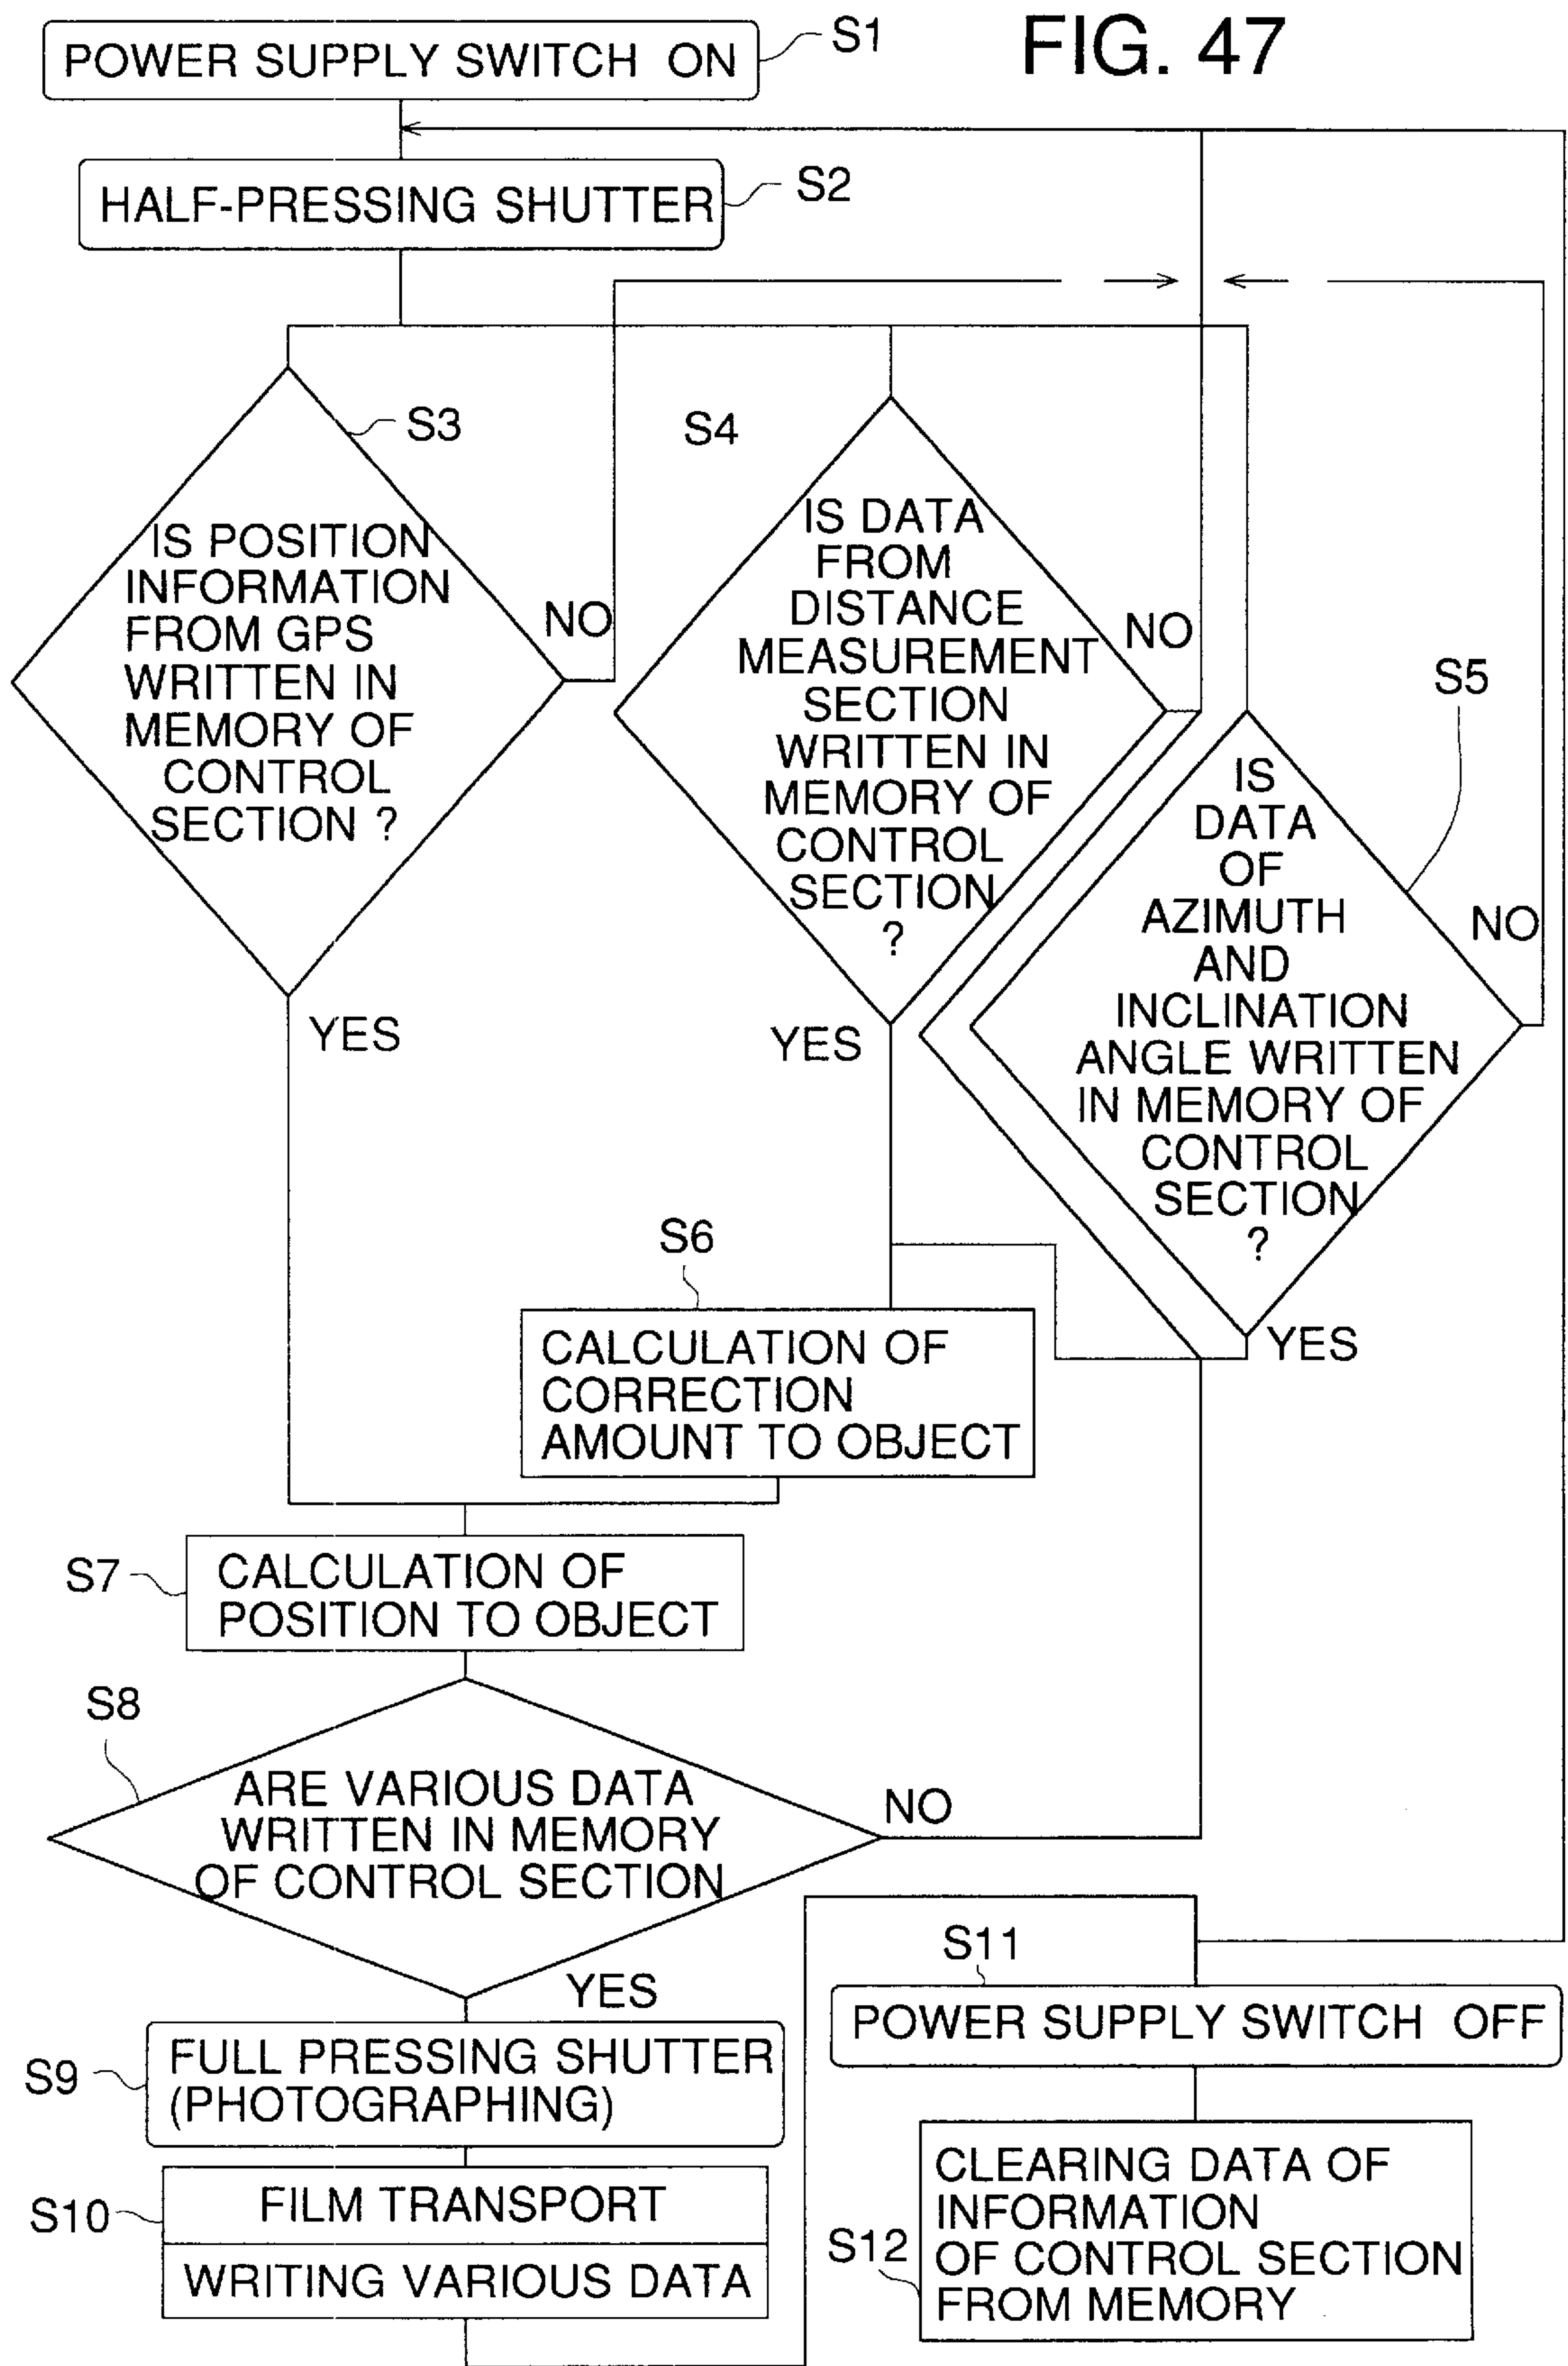 FIG. 47
POWER SUPPLY SWITCH ON
S1
HALF-PRESSING SHUTTER
S2
S3
IS POSITION
INFORMATION
FROM GPS
WRITTEN IN
MEMORY OF
CONTROL
SECTION ?
NO
YES
S4
IS DATA
FROM
DISTANCE
MEASUREMENT
SECTION
WRITTEN IN
MEMORY OF
CONTROL
SECTION
?
NO
YES
S5
IS
DATA
OF
AZIMUTH
AND
INCLINATION
ANGLE WRITTEN
IN MEMORY OF
CONTROL
SECTION
?
NO
YES
S6
CALCULATION OF
CORRECTION
AMOUNT TO OBJECT
S7
CALCULATION OF
POSITION TO OBJECT
S8
ARE VARIOUS DATA
WRITTEN IN MEMORY
OF CONTROL SECTION
NO
YES
S9
FULL PRESSING SHUTTER
(PHOTOGRAPHING)
S10
FILM TRANSPORT
WRITING VARIOUS DATA
S11
POWER SUPPLY SWITCH OFF
S12
CLEARING DATA OF
INFORMATION
OF CONTROL SECTION
FROM MEMORY